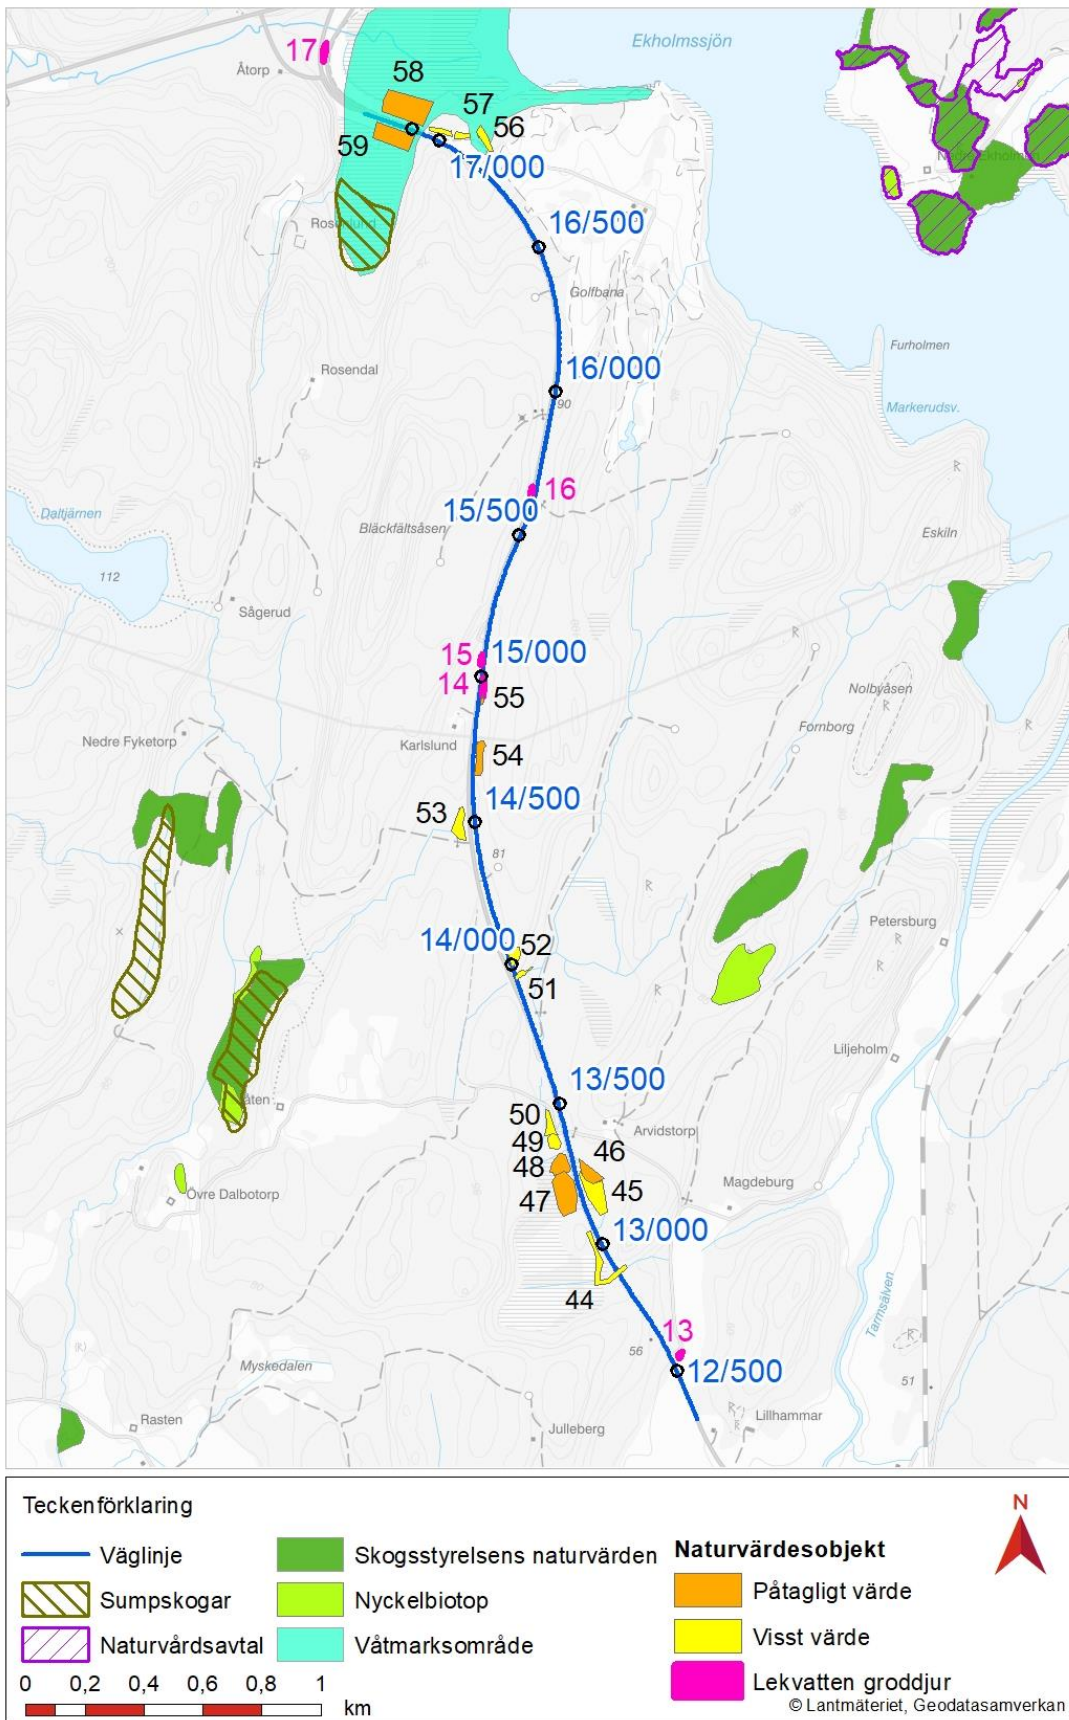 Ekholmssjön
17
Åtorp
58
57
56
59
17/000
Nedre Ekholmen
Rosenlund
16/500
Golfbana
Furholmen
16/000
Rosendal
Markerudsv.
90
R
16
15/500
Daltjärnen
Bläckfältsåsen
Eskiln
112
Sågerud
R
15
15/000
14
55
Nolbyåsen
R
Fornborg
Nedre Fyketorp
Karlslund
54
14/500
53
81
R
Petersburg
R
14/000
52
51
R
Liljeholm
13/500
50
Arvidstorp
49
46
48
Magdeburg
47
45
Övre Dalbotorp
13/000
44
Tarmsälven
13
56
(R)
Myskedalen
12/500
51
R
Lillhammar
Rasten
Julleberg
Teckenförklaring
N
Väglinje
Skogsstyrelsens naturvärden
Naturvärdesobjekt
Sumpskogar
Nyckelbiotop
Påtagligt värde
Naturvårdsavtal
Våtmarksområde
Visst värde
Lekvatten groddjur
0 0,2 0,4 0,6 0,8 1
km
© Lantmäteriet, Geodatasamverkan